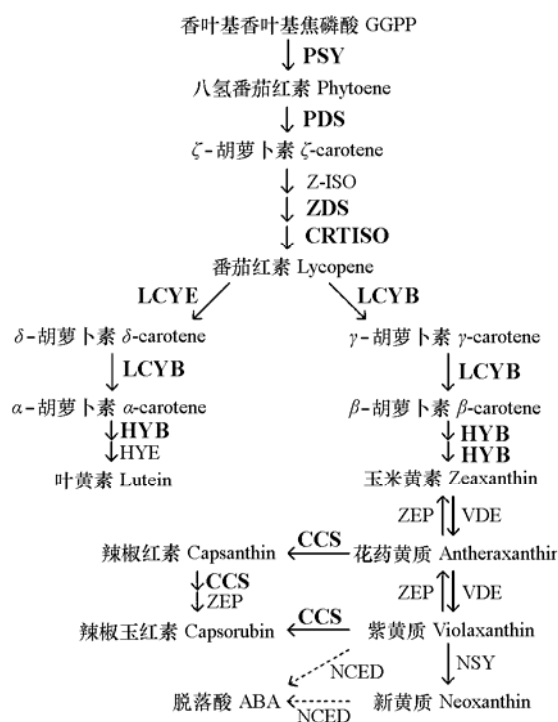 香叶基香叶基焦磷酸 GGPP
PSY
八氢番茄红素 Phytoene
PDS
ζ-胡萝卜素 ζ-carotene
Z-ISO
ZDS
CRTISO
番茄红素 Lycopene
LCYE LCYB
δ-胡萝卜素 δ-carotene γ-胡萝卜素 γ-carotene
LCYB LCYB
α-胡萝卜素 α-carotene β-胡萝卜素 β-carotene
HYB HYB
HYE HYB
叶黄素 Lutein 玉米黄素 Zeaxanthin
ZEP VDE
辣椒红素 Capsanthin CCS 花药黄质 Antheraxanthin
CCS ZEP VDE
ZEP
辣椒玉红素 Capsorubin CCS 紫黄质 Violaxanthin
NCED NSY
脱落酸 ABA NCED 新黄质 Neoxanthin